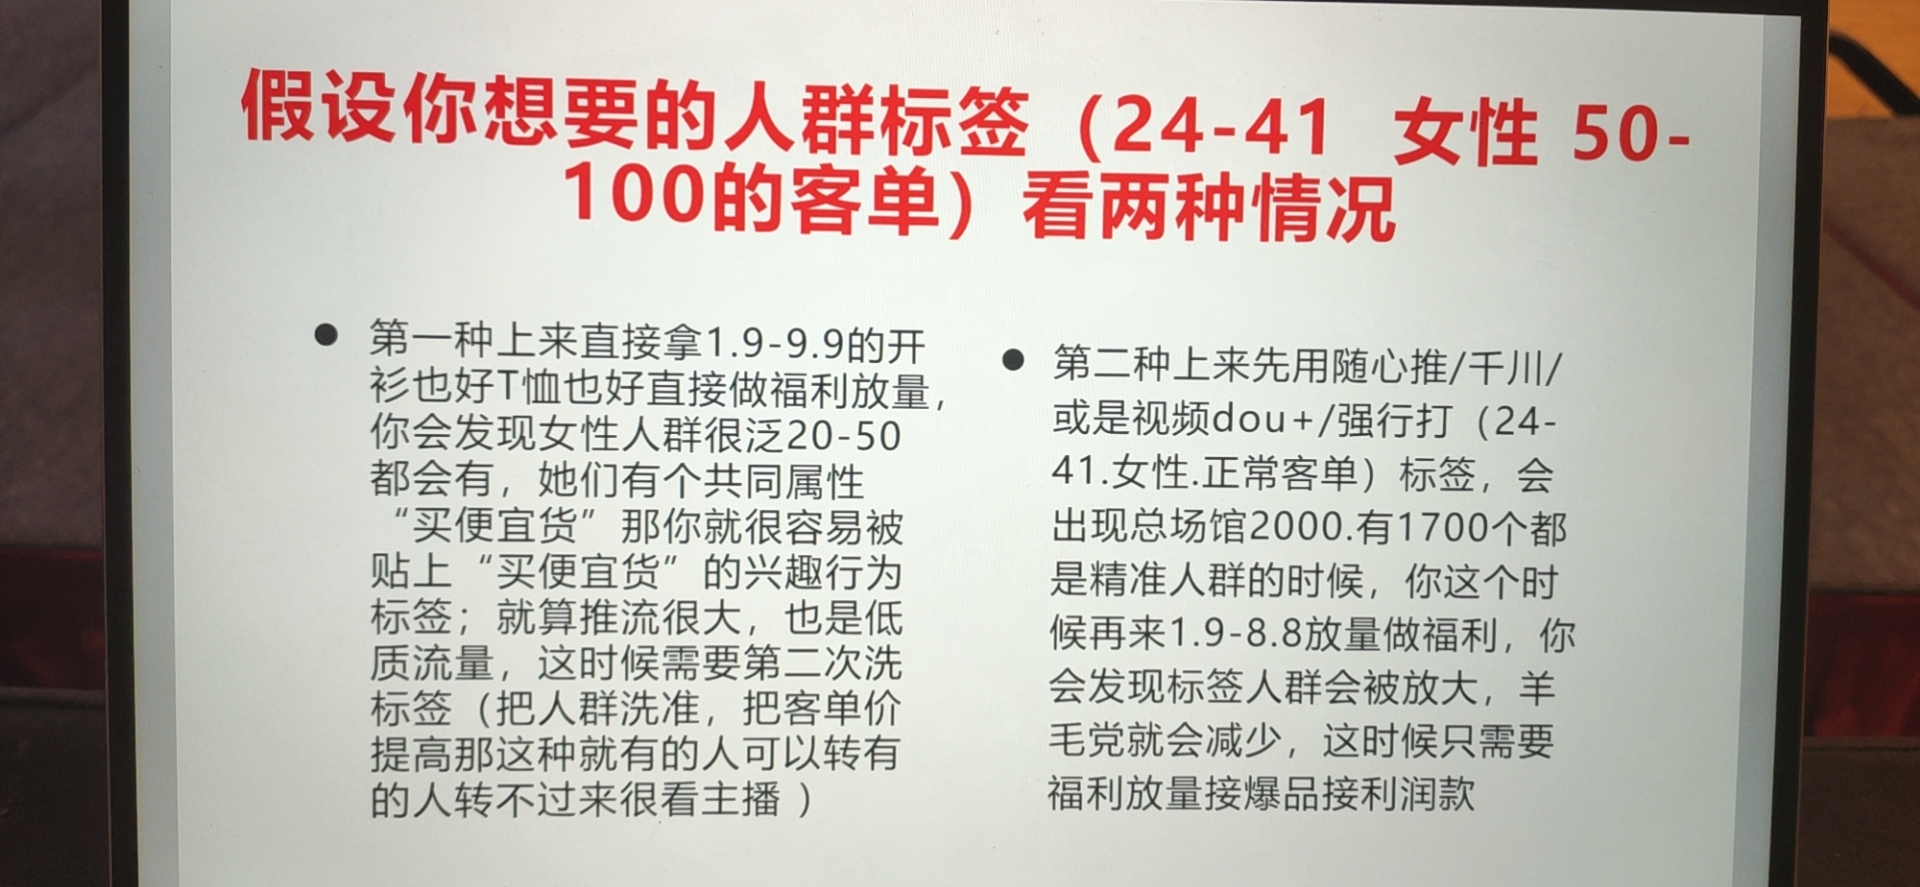 假设你想要的人群标签（24-41 女性 50-
100的客单）看两种情况
● 第一种上来直接拿1.9-9.9的开
衫也好T恤也好直接做福利放量，
你会发现女性人群很泛20-50
都会有，她们有个共同属性
“买便宜货”那你就很容易被
贴上“买便宜货”的兴趣行为
标签；就算推流很大，也是低
质流量，这时候需要第二次洗
标签（把人群洗准，把客单价
提高那这种就有的人可以转有
的人转不过来很看主播 ）
● 第二种上来先用随心推/千川/
或是视频dou+/强行打（24-
41.女性.正常客单）标签，会
出现总场馆2000.有1700个都
是精准人群的时候，你这个时
候再来1.9-8.8放量做福利，你
会发现标签人群会被放大，羊
毛党就会减少，这时候只需要
福利放量接爆品接利润款